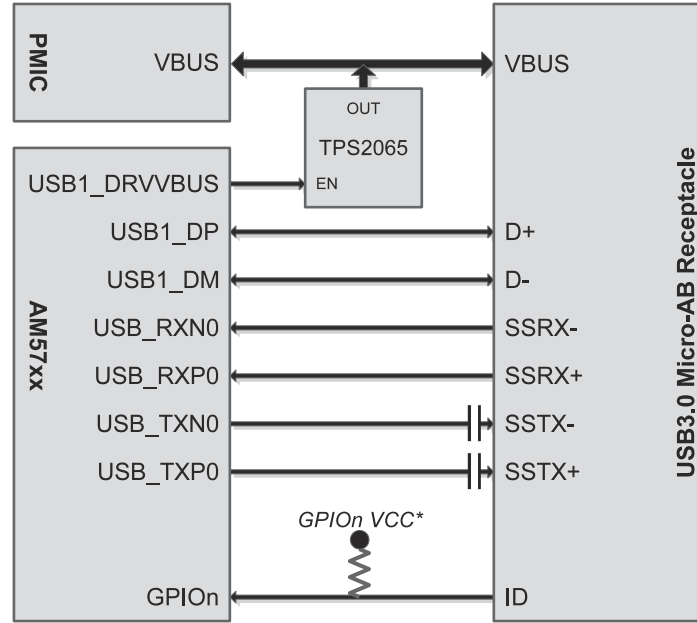 PMIC
VBUS
VBUS
OUT
TPS2065
EN
AM57xx
USB1_DRVVBUS
USB1_DP
D+
USB1_DM
D-
USB_RXN0
SSRX-
USB_RXP0
SSRX+
USB_TXN0
SSTX-
USB_TXP0
SSTX+
GPIOn VCC*
GPIOn
ID
USB3.0 Micro-AB Receptacle